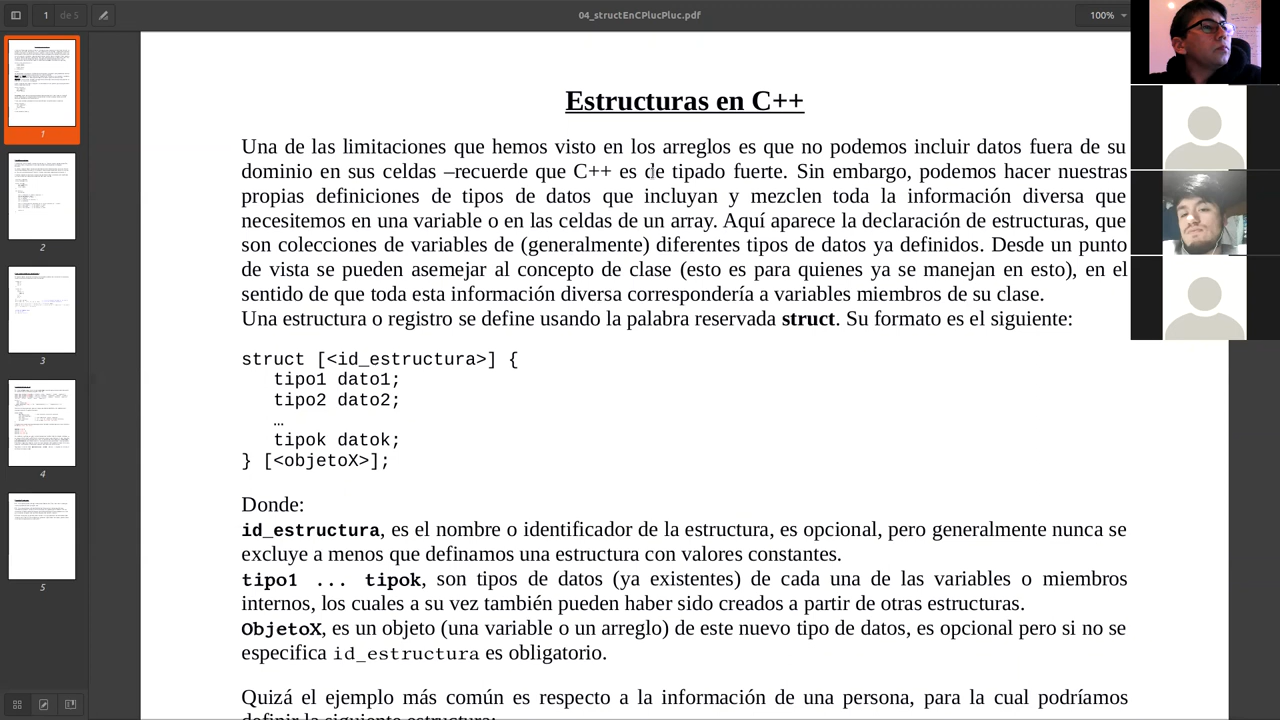 1 de 5
04_structEnCPlucPluc.pdf
100%
Estructuras en C++
Una de las limitaciones que hemos visto en los arreglos es que no podemos incluir datos fuera de su
dominio en sus celdas –recuerde que C++ es de tipado fuerte. Sin embargo, podemos hacer nuestras
propias definiciones de tipos de datos que incluyan y mezclen toda la información diversa que
necesitemos en una variable o en las celdas de un array. Aquí aparece la declaración de estructuras, que
son colecciones de variables de (generalmente) diferentes tipos de datos ya definidos. Desde un punto
de vista se pueden asemejar al concepto de clase (esto es para quienes ya se manejan en esto), en el
sentido de que toda esta información diversa correspondería a variables miembros de su clase.
Una estructura o registro se define usando la palabra reservada struct. Su formato es el siguiente:
struct [<id_estructura>] {
tipo1 dato1;
tipo2 dato2;
…
tipok datok;
} [<objetoX>];
Donde:
id_estructura, es el nombre o identificador de la estructura, es opcional, pero generalmente nunca se
excluye a menos que definamos una estructura con valores constantes.
tipo1 ... tipok, son tipos de datos (ya existentes) de cada una de las variables o miembros
internos, los cuales a su vez también pueden haber sido creados a partir de otras estructuras.
ObjetoX, es un objeto (una variable o un arreglo) de este nuevo tipo de datos, es opcional pero si no se
especifica id_estructura es obligatorio.
Quizá el ejemplo más común es respecto a la información de una persona, para la cual podríamos
definir la siguiente estructura:
1
2
3
4
5